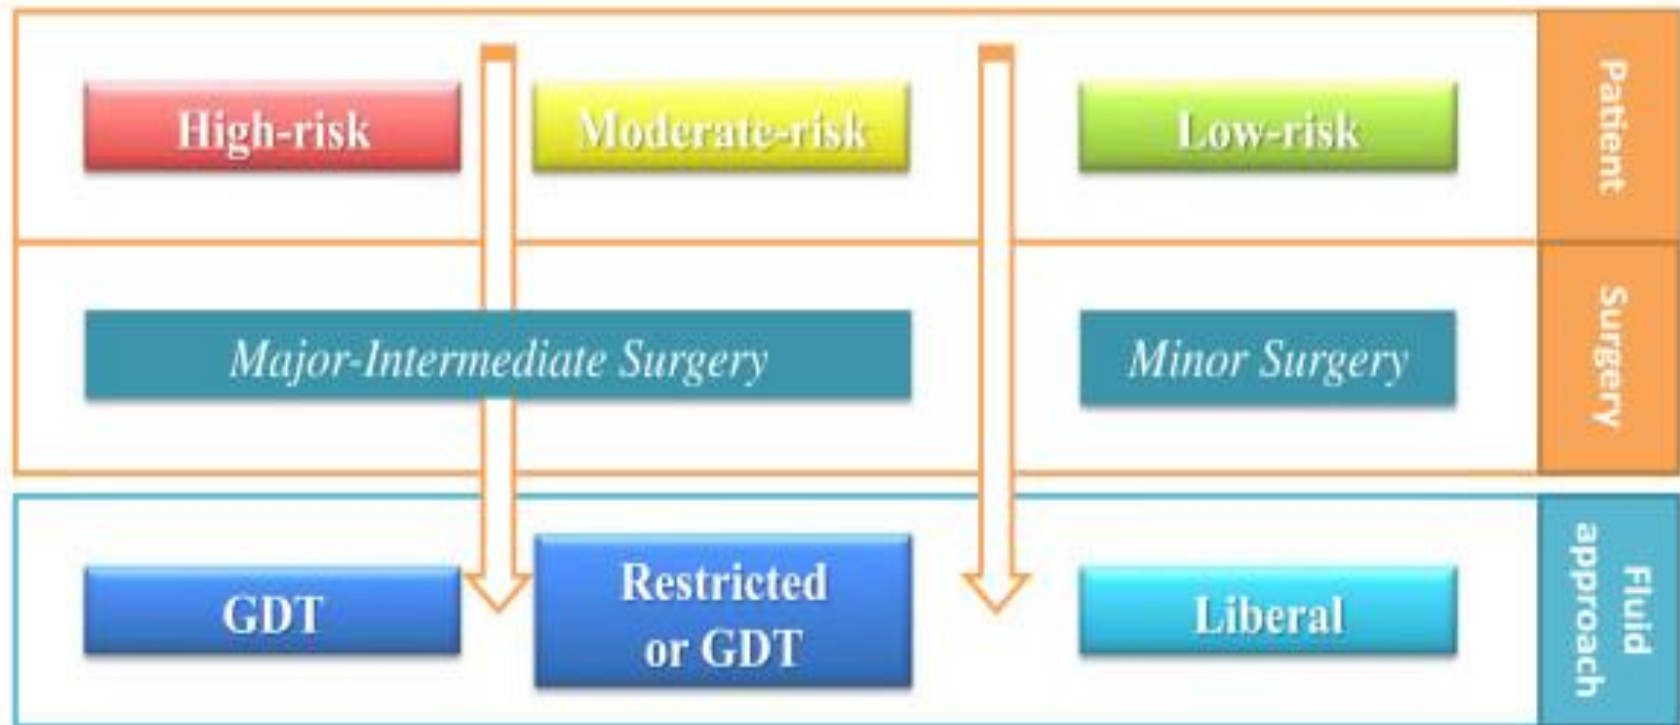 High-risk
Moderate-risk
Low-risk
Patient
Major-Intermediate Surgery
Minor Surgery
Surgery
GDT
Restricted
or GDT
Liberal
Fluid
approach